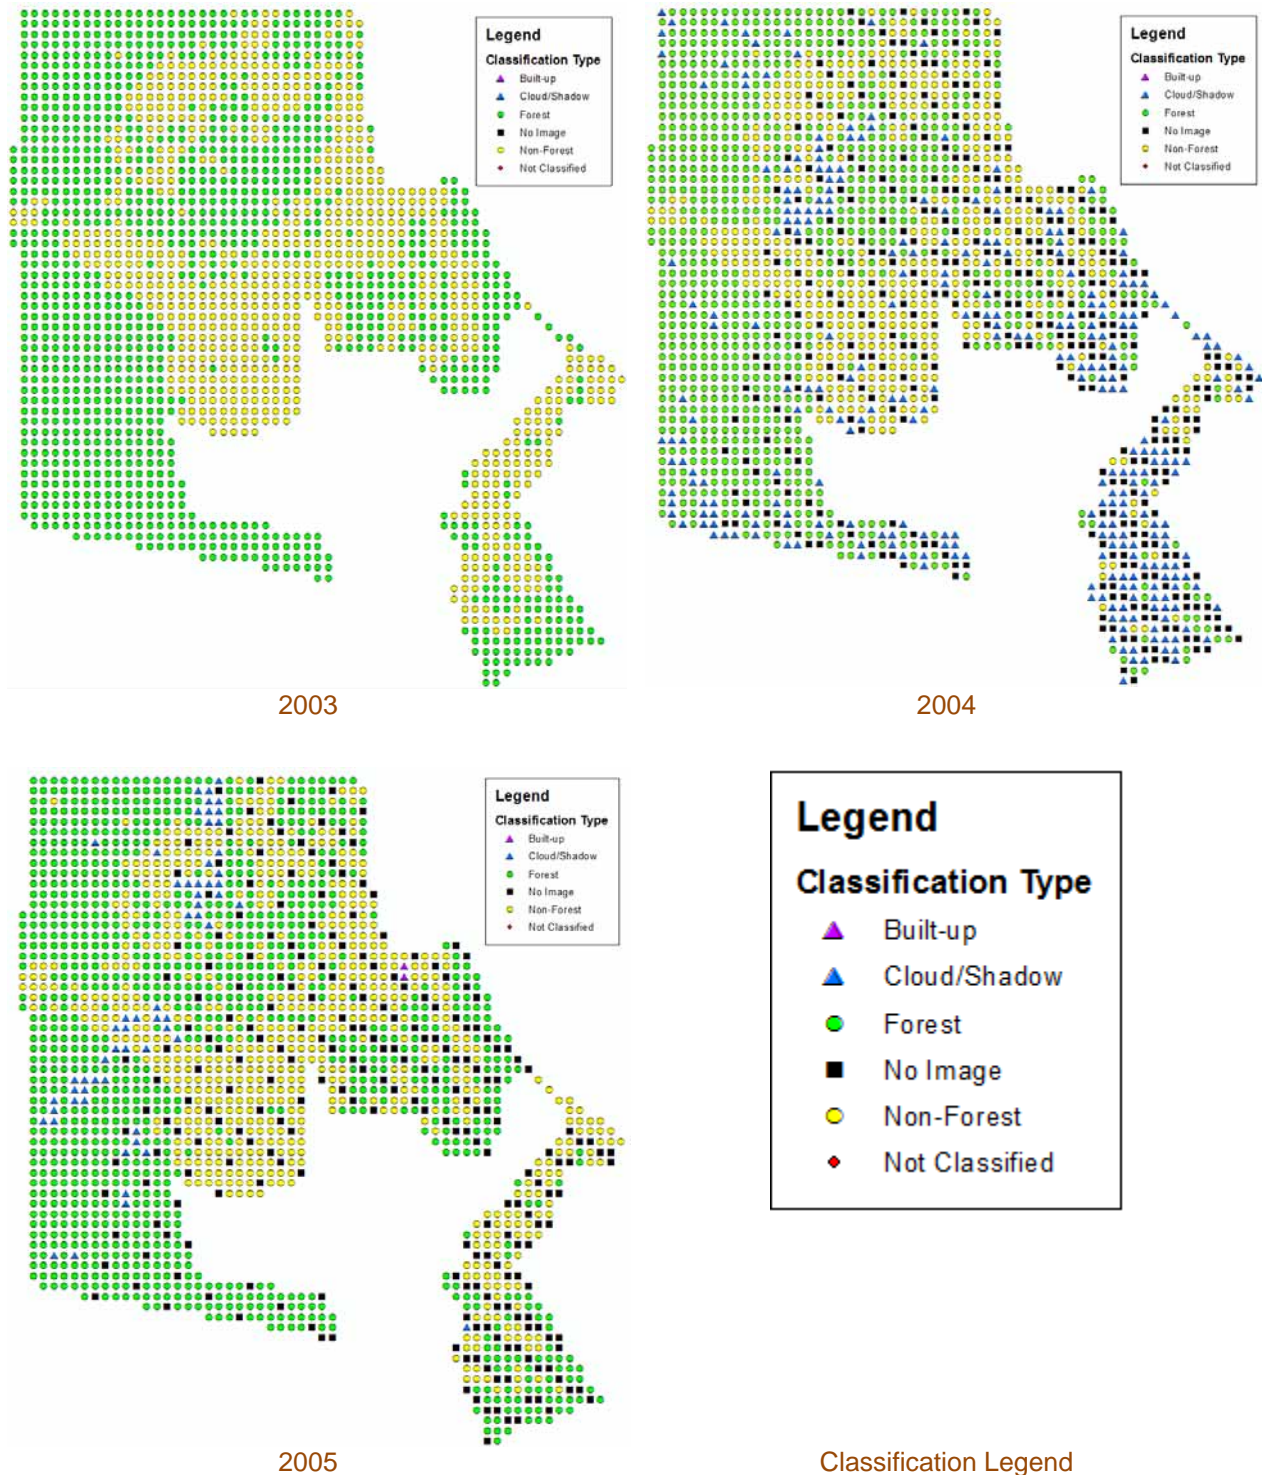 Legend
Classification Type
Built-up
Cloud/Shadow
Forest
No Image
Non-Forest
Not Classified
Legend
Classification Type
Built-up
Cloud/Shadow
Forest
No Image
Non-Forest
Not Classified
2003
2004
Legend
Classification Type
Built-up
Cloud/Shadow
Forest
No Image
Non-Forest
Not Classified
Legend
Classification Type
Built-up
Cloud/Shadow
Forest
No Image
Non-Forest
Not Classified
2005
Classification Legend